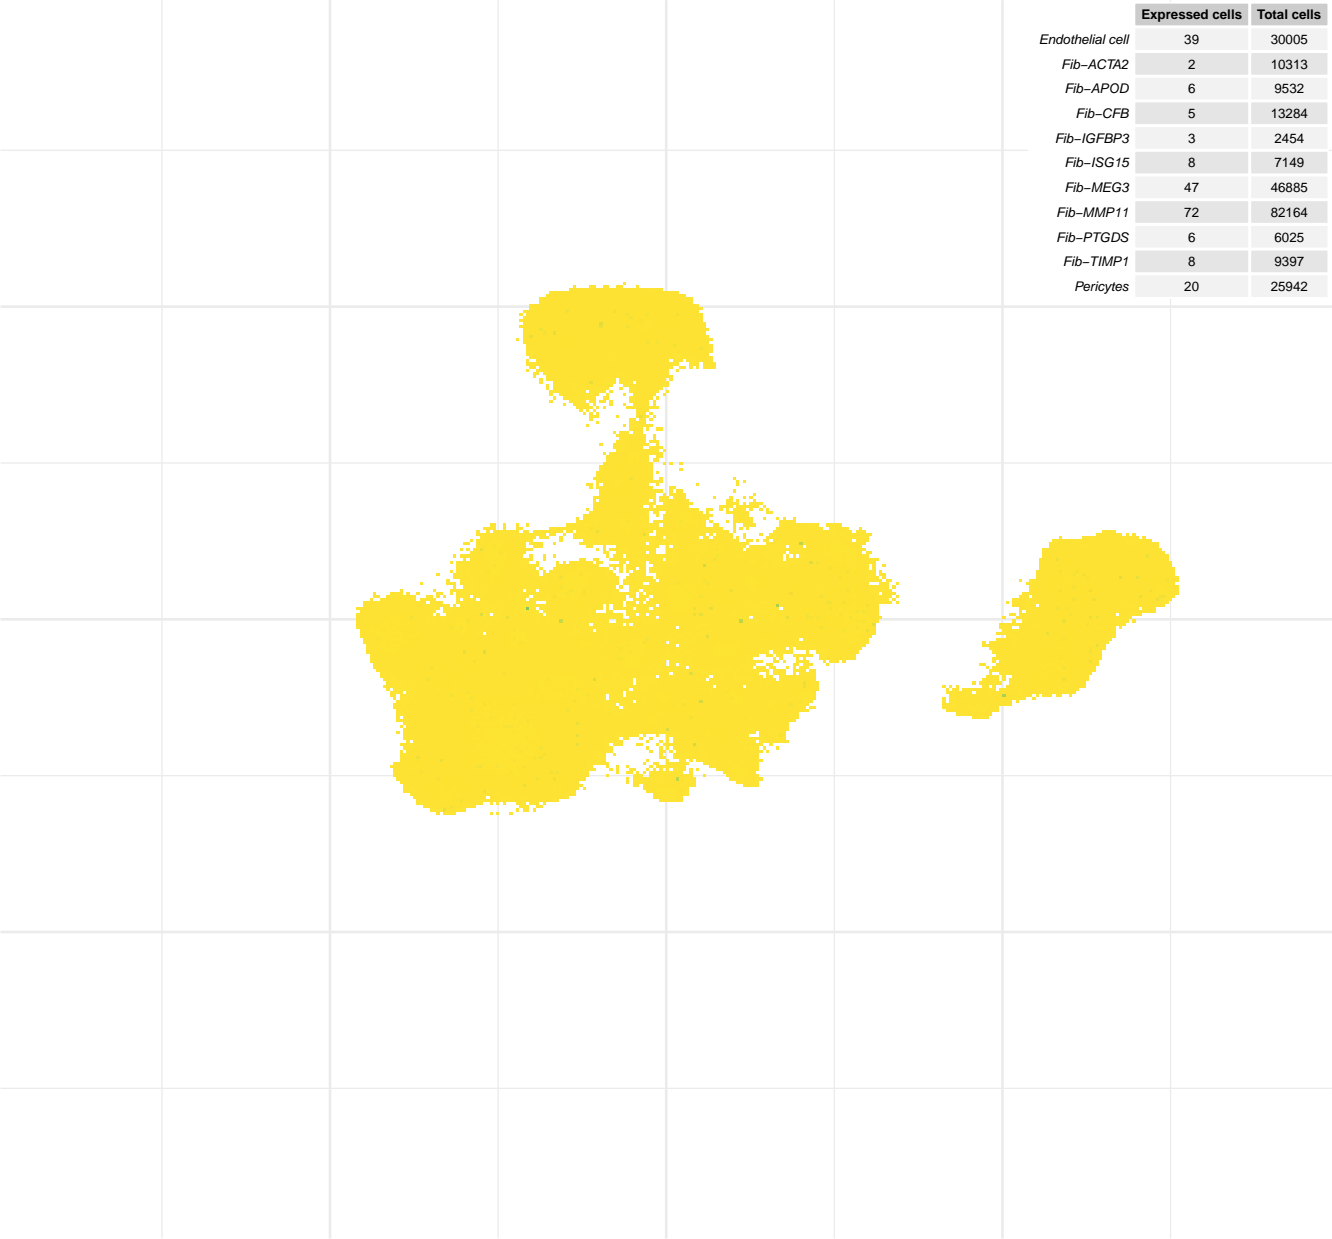 Expressed cells Total cells
Endothelial cell 39 30005
Fib−ACTA2 2 10313
Fib−APOD 6 9532
Fib−CFB 5 13284
Fib−IGFBP3 3 2454
Fib−ISG15 8 7149
Fib−MEG3 47 46885
Fib−MMP11 72 82164
Fib−PTGDS 6 6025
Fib−TIMP1 8 9397
Pericytes 20 25942